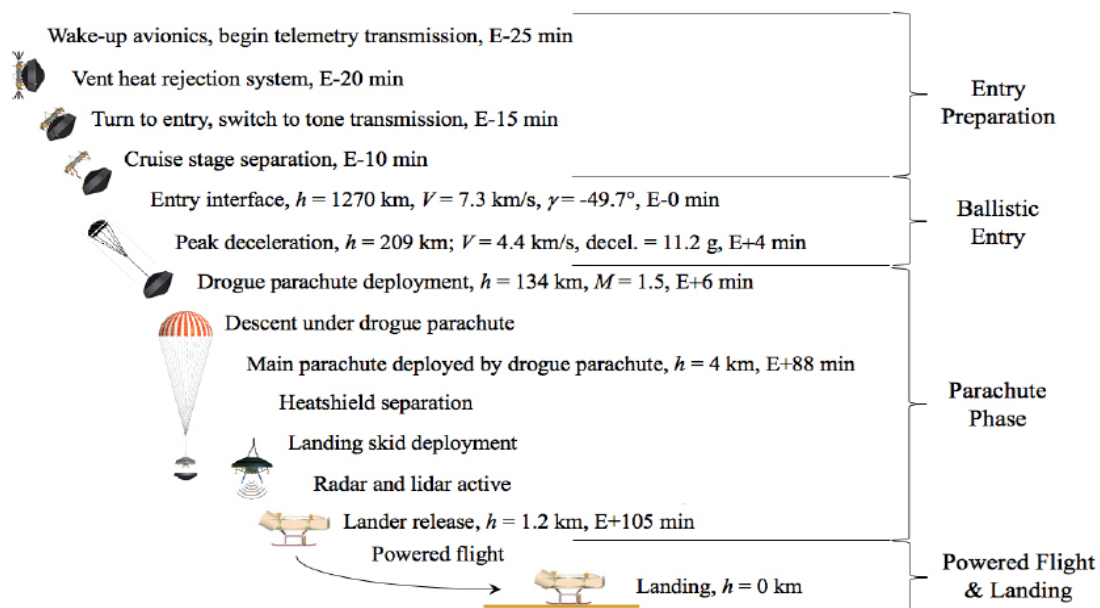 Wake-up avionics, begin telemetry transmission, E-25 min
Vent heat rejection system, E-20 min
Turn to entry, switch to tone transmission, E-15 min
Cruise stage separation, E-10 min
Entry
Preparation
Entry interface, h = 1270 km, V = 7.3 km/s, γ = -49.7°, E-0 min
Peak deceleration, h = 209 km; V = 4.4 km/s, decel. = 11.2 g, E+4 min
Ballistic
Entry
Drogue parachute deployment, h = 134 km, M = 1.5, E+6 min
Descent under drogue parachute
Main parachute deployed by drogue parachute, h = 4 km, E+88 min
Heatshield separation
Landing skid deployment
Radar and lidar active
Lander release, h = 1.2 km, E+105 min
Parachute
Phase
Powered flight
Landing, h = 0 km
Powered Flight
& Landing